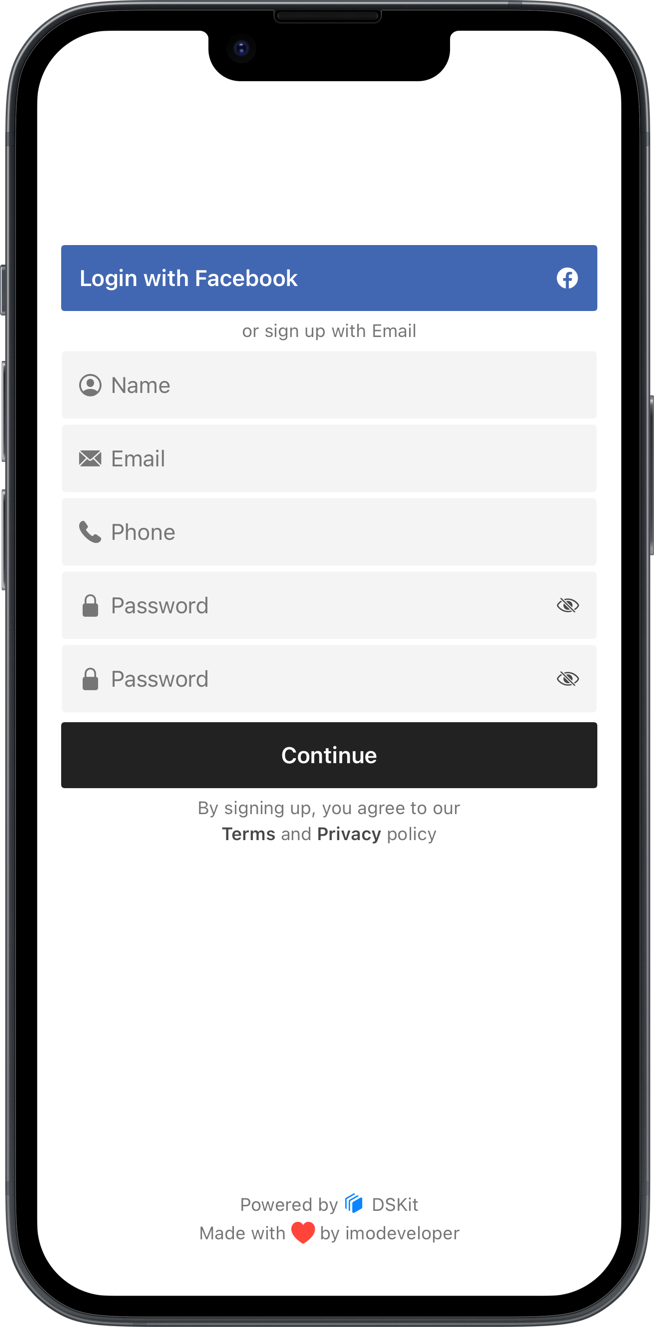 Login with Facebook
or sign up with Email
Name
Email
Phone
Password
Password
Continue
By signing up, you agree to our
Terms and Privacy policy
Powered by DSKit
Made with ❤️ by imodeveloper